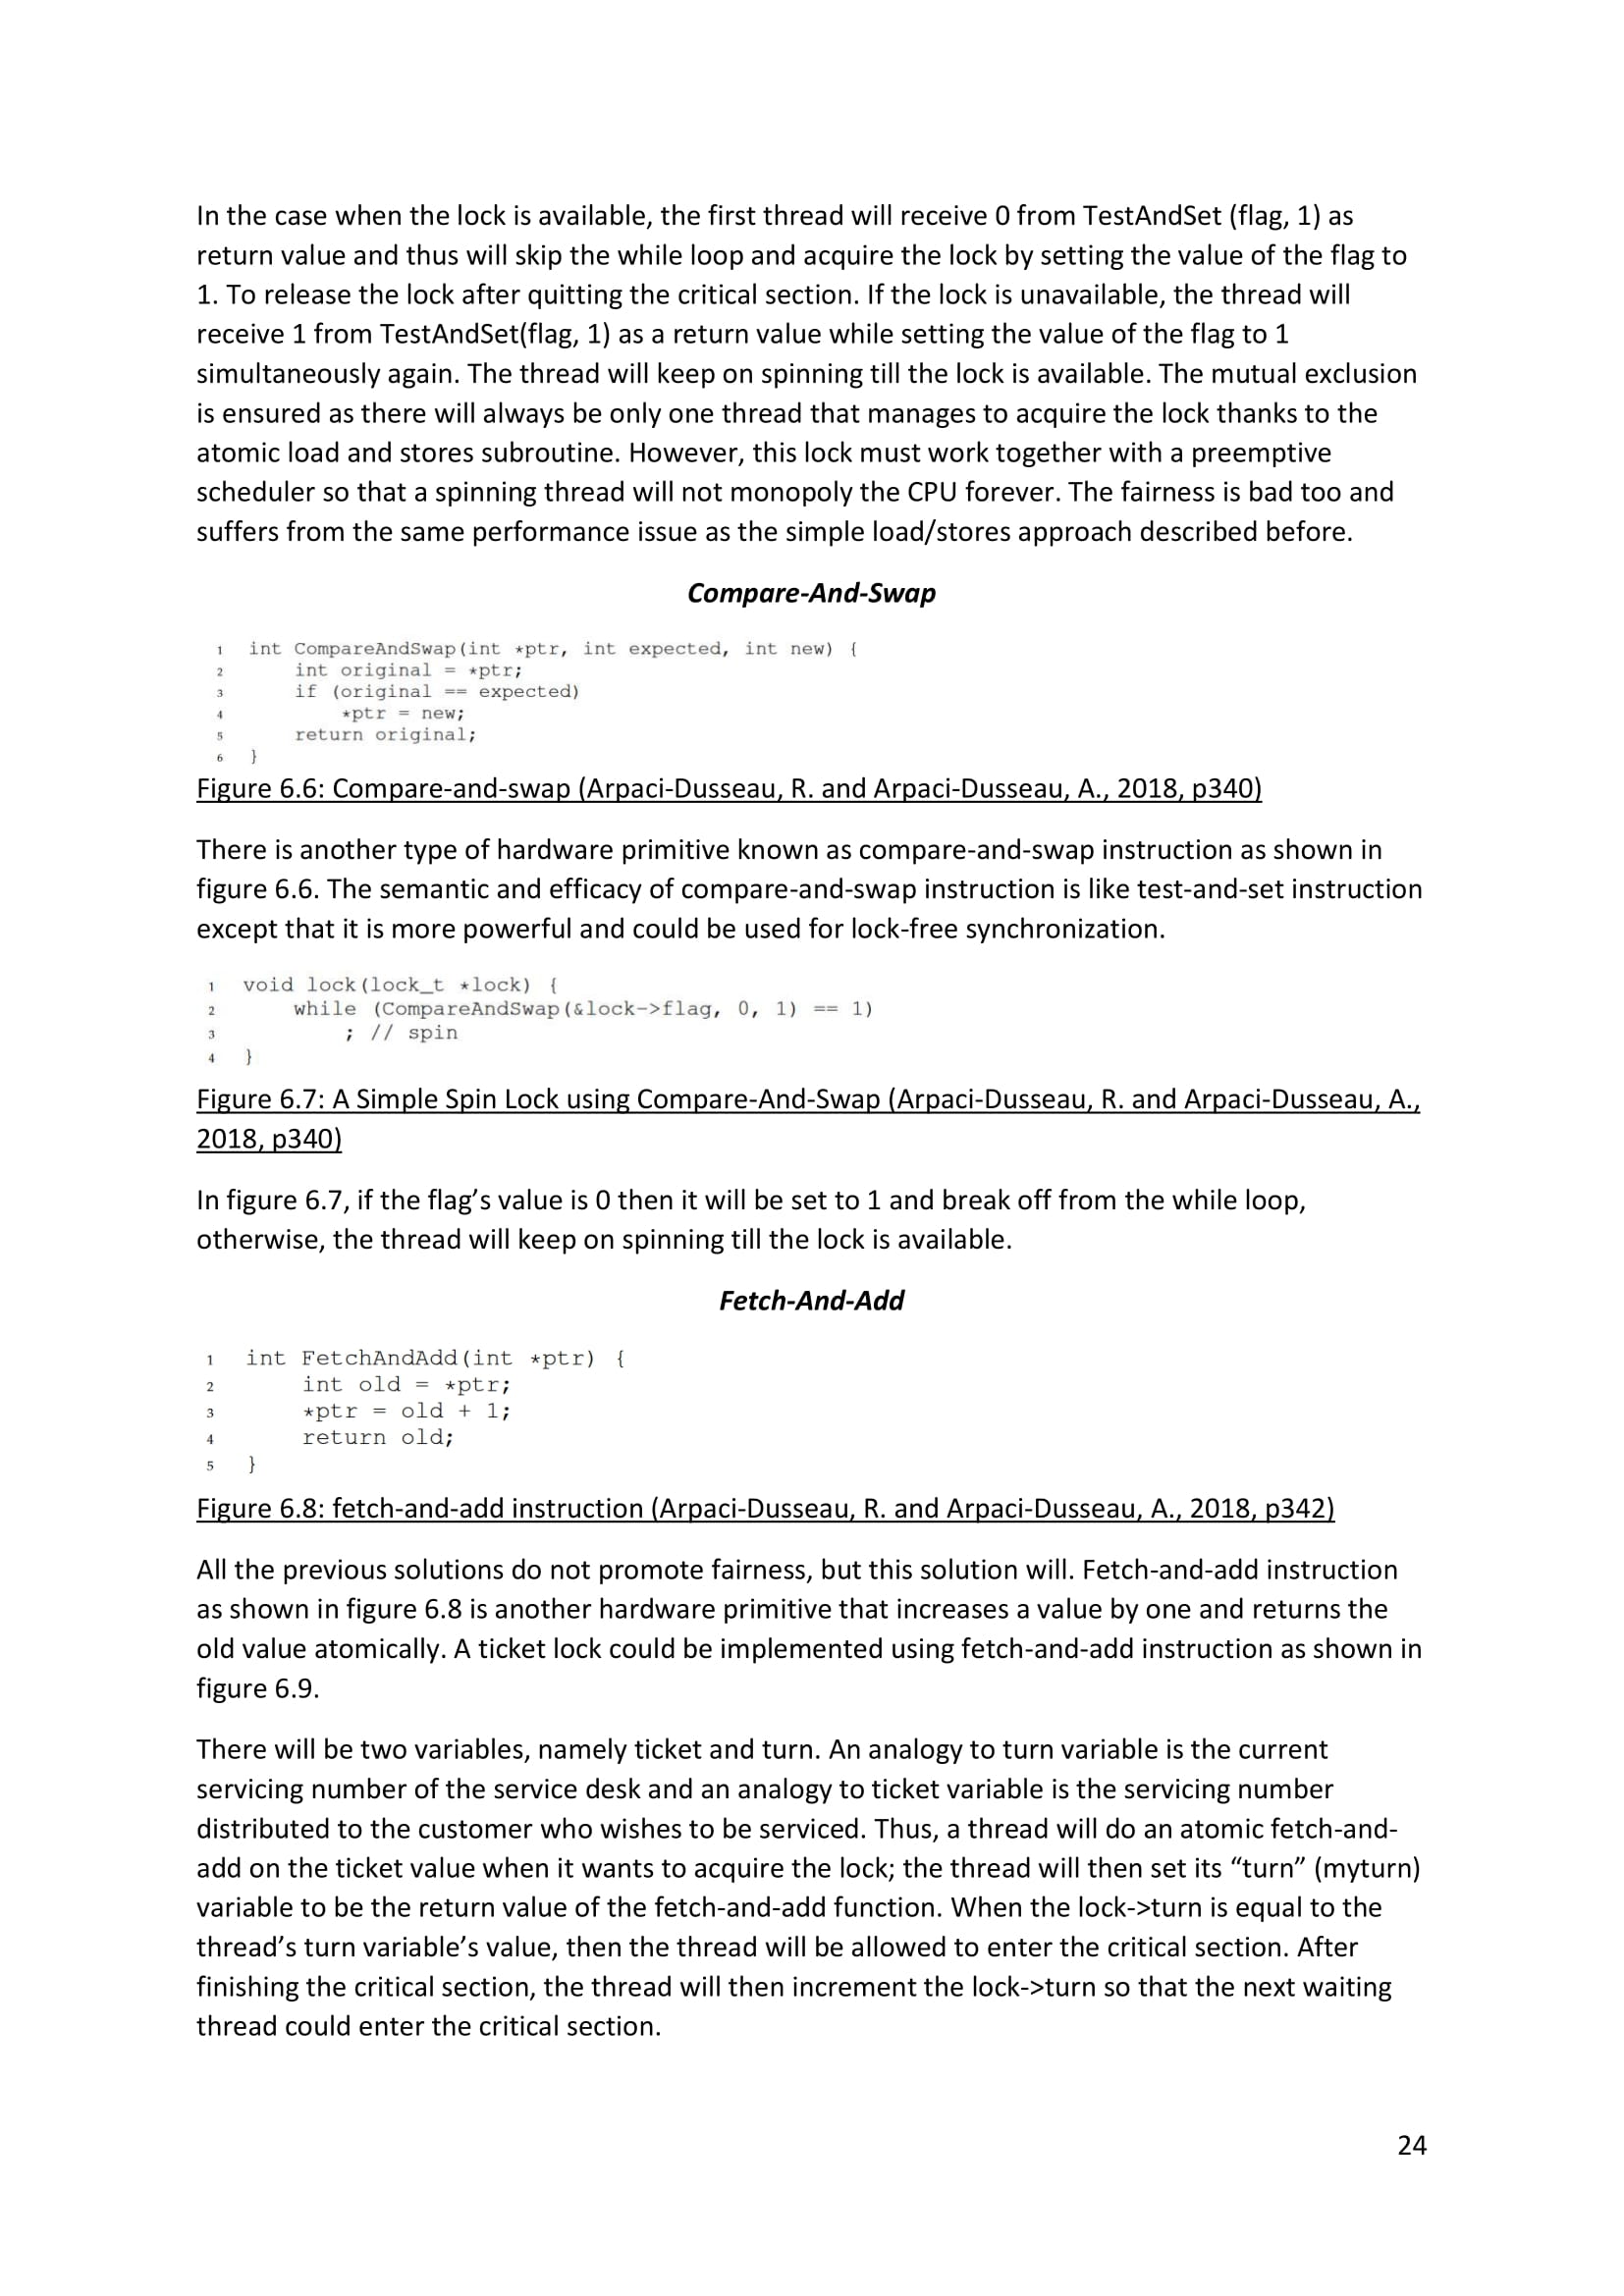 In the case when the lock is available, the first thread will receive 0 from TestAndSet (flag, 1) as
return value and thus will skip the while loop and acquire the lock by setting the value of the flag to
1. To release the lock after quitting the critical section. If the lock is unavailable, the thread will
receive 1 from TestAndSet(flag, 1) as a return value while setting the value of the flag to 1
simultaneously again. The thread will keep on spinning till the lock is available. The mutual exclusion
is ensured as there will always be only one thread that manages to acquire the lock thanks to the
atomic load and stores subroutine. However, this lock must work together with a preemptive
scheduler so that a spinning thread will not monopoly the CPU forever. The fairness is bad too and
suffers from the same performance issue as the simple load/stores approach described before.
Compare-And-Swap
1 int CompareAndSwap(int *ptr, int expected, int new) {
2 int original = *ptr;
3 if (original == expected)
4 *ptr = new;
5 return original;
6 }
Figure 6.6: Compare-and-swap (Arpaci-Dusseau, R. and Arpaci-Dusseau, A., 2018, p340)
There is another type of hardware primitive known as compare-and-swap instruction as shown in
figure 6.6. The semantic and efficacy of compare-and-swap instruction is like test-and-set instruction
except that it is more powerful and could be used for lock-free synchronization.
1 void lock(lock_t *lock) {
2 while (CompareAndSwap(&lock->flag, 0, 1) == 1)
3 ; // spin
4 }
Figure 6.7: A Simple Spin Lock using Compare-And-Swap (Arpaci-Dusseau, R. and Arpaci-Dusseau, A.,
2018, p340)
In figure 6.7, if the flag’s value is 0 then it will be set to 1 and break off from the while loop,
otherwise, the thread will keep on spinning till the lock is available.
Fetch-And-Add
1 int FetchAndAdd(int *ptr) {
2 int old = *ptr;
3 *ptr = old + 1;
4 return old;
5 }
Figure 6.8: fetch-and-add instruction (Arpaci-Dusseau, R. and Arpaci-Dusseau, A., 2018, p342)
All the previous solutions do not promote fairness, but this solution will. Fetch-and-add instruction
as shown in figure 6.8 is another hardware primitive that increases a value by one and returns the
old value atomically. A ticket lock could be implemented using fetch-and-add instruction as shown in
figure 6.9.
There will be two variables, namely ticket and turn. An analogy to turn variable is the current
servicing number of the service desk and an analogy to ticket variable is the servicing number
distributed to the customer who wishes to be serviced. Thus, a thread will do an atomic fetch-and-
add on the ticket value when it wants to acquire the lock; the thread will then set its “turn” (myturn)
variable to be the return value of the fetch-and-add function. When the lock->turn is equal to the
thread’s turn variable’s value, then the thread will be allowed to enter the critical section. After
finishing the critical section, the thread will then increment the lock->turn so that the next waiting
thread could enter the critical section.
24